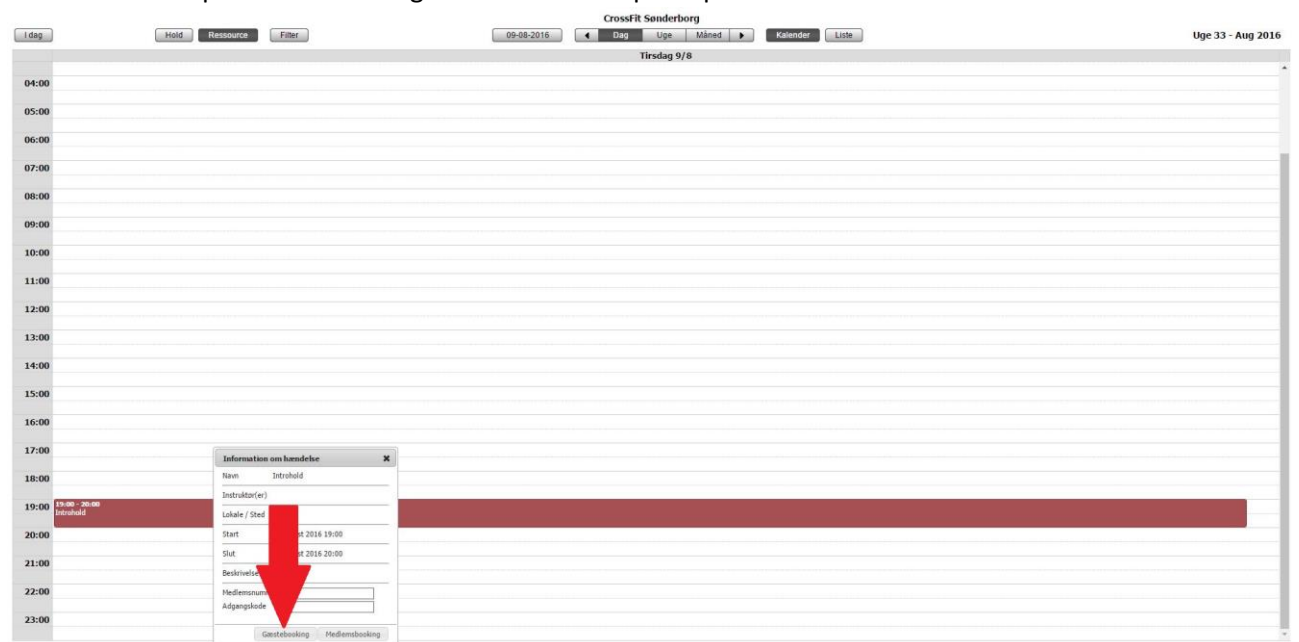 CrossFit Sønderborg
I dag Hold Ressource Filter 09-08-2016 Dag Uge Måned Kalender Liste Uge 33 - Aug 2016
Tirsdag 9/8
04:00
05:00
06:00
07:00
08:00
09:00
10:00
11:00
12:00
13:00
14:00
15:00
16:00
17:00
18:00
19:00
20:00
21:00
22:00
23:00
19:00 - 20:00
Introhold
Information om hændelse
Navn Introhold
Instruktør(er)
Lokale / Sted
Start 2016 19:00
Slut 2016 20:00
Beskrivelse
Adgangskode
Gæstebooking Medlemsbooking